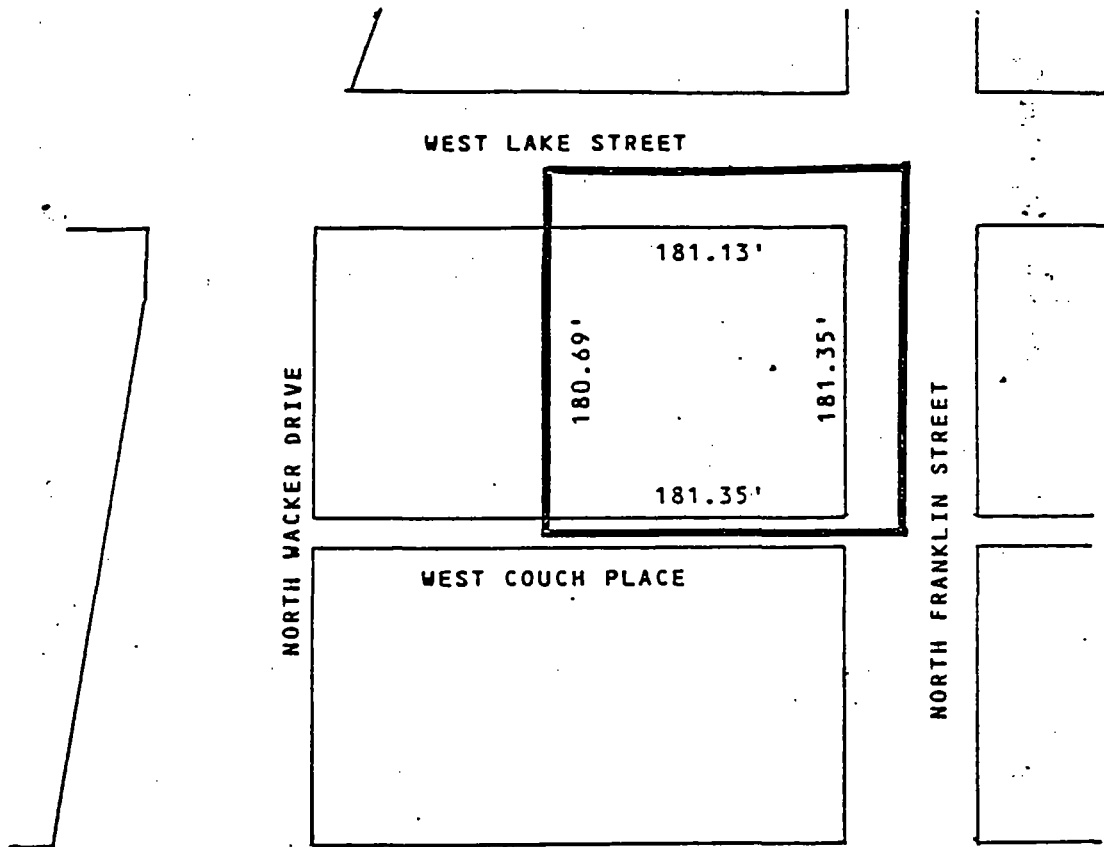 WEST LAKE STREET
181.13'
180.69'
181.35'
181.35'
NORTH WACKER DRIVE
NORTH FRANKLIN STREET
WEST COUCH PLACE